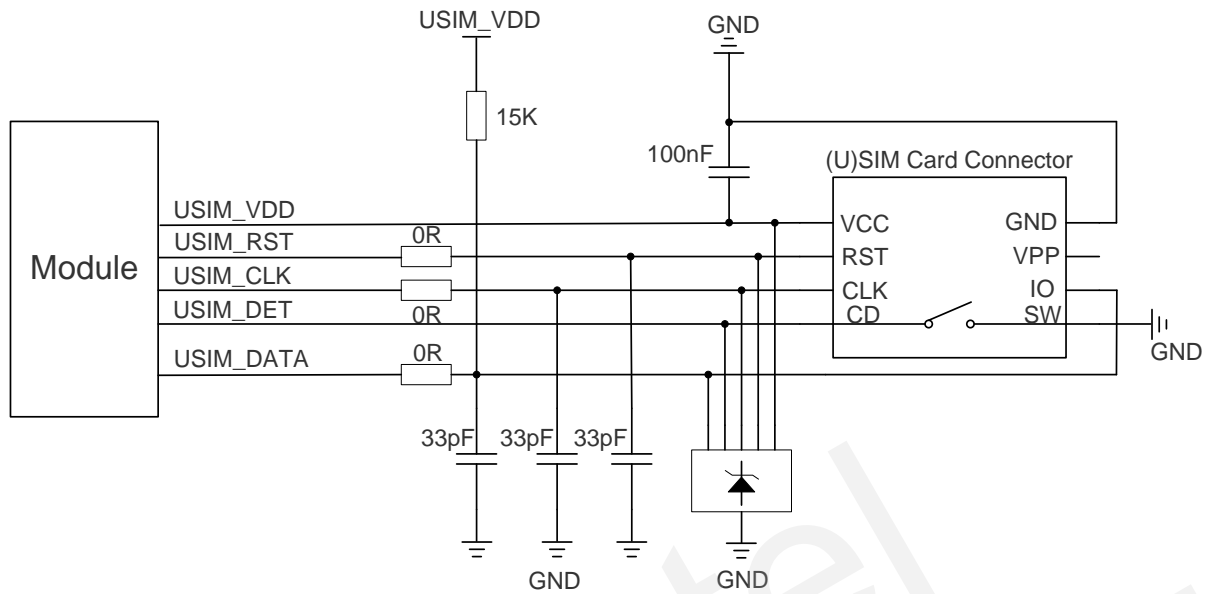 USIM_VDD
GND
15K
100nF
(U)SIM Card Connector
USIM_VDD
VCC
GND
Module
USIM_RST
0R
RST
VPP
USIM_CLK
CLK
IO
USIM_DET
0R
CD
SW
GND
USIM_DATA
0R
33pF
33pF
33pF
GND
GND